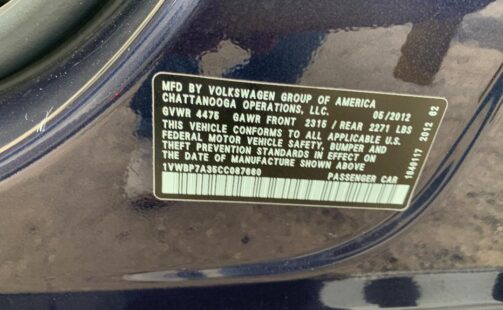 MFD BY VOLKSWAGEN GROUP OF AMERICA
CHATTANOOGA OPERATIONS, LLC. 05/2012
GVWR 4475 GAWR FRONT 2315 / REAR 2271 LBS
THIS VEHICLE CONFORMS TO ALL APPLICABLE U.S.
FEDERAL MOTOR VEHICLE SAFETY, BUMPER AND
THEFT PREVENTION STANDARDS IN EFFECT ON
THE DATE OF MANUFACTURE SHOWN ABOVE
PASSENGER CAR